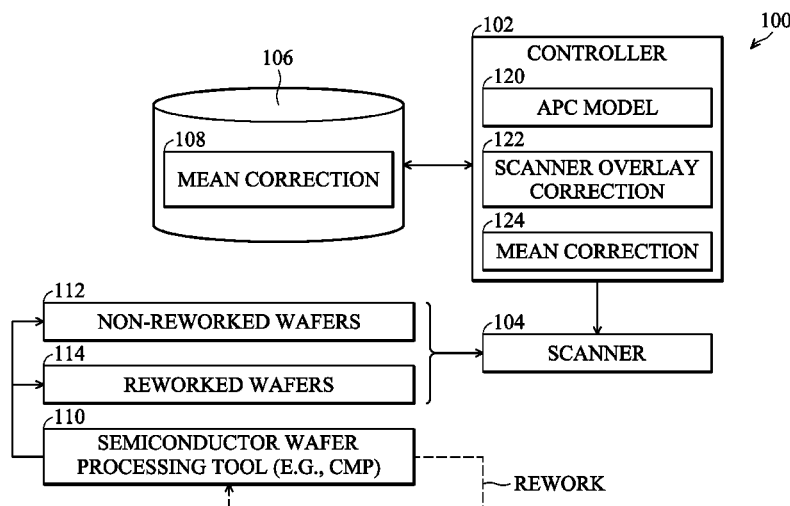 100
102
CONTROLLER
106
120
APC MODEL
108
MEAN CORRECTION
122
SCANNER OVERLAY
CORRECTION
124
MEAN CORRECTION
112
NON-REWORKED WAFERS
104
SCANNER
114
REWORKED WAFERS
110
SEMICONDUCTOR WAFER
PROCESSING TOOL (E.G., CMP)
REWORK